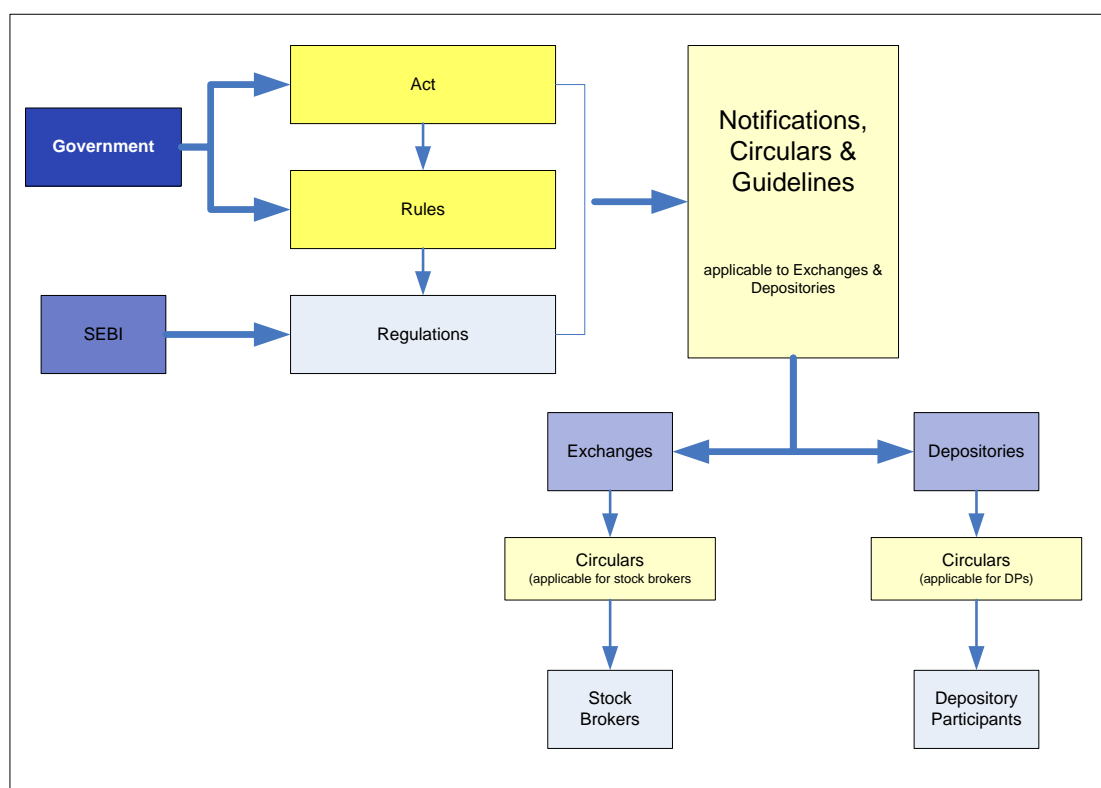 Act
Government
Rules
SEBI
Regulations
Notifications,
Circulars &
Guidelines
applicable to Exchanges &
Depositories
Exchanges
Depositories
Circulars
(applicable for stock brokers
Circulars
(applicable for DPs)
Stock
Brokers
Depository
Participants